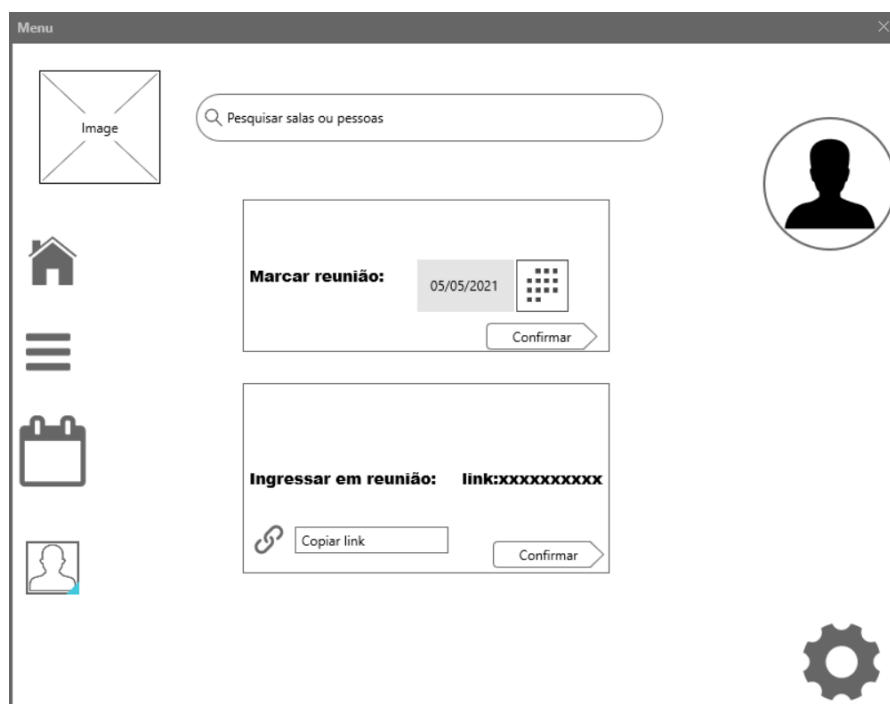 Menu
Image
Pesquisar salas ou pessoas
Marcar reunião:
05/05/2021
Confirmar
Ingressar em reunião:
link:xxxxxxxxxx
Copiar link
Confirmar